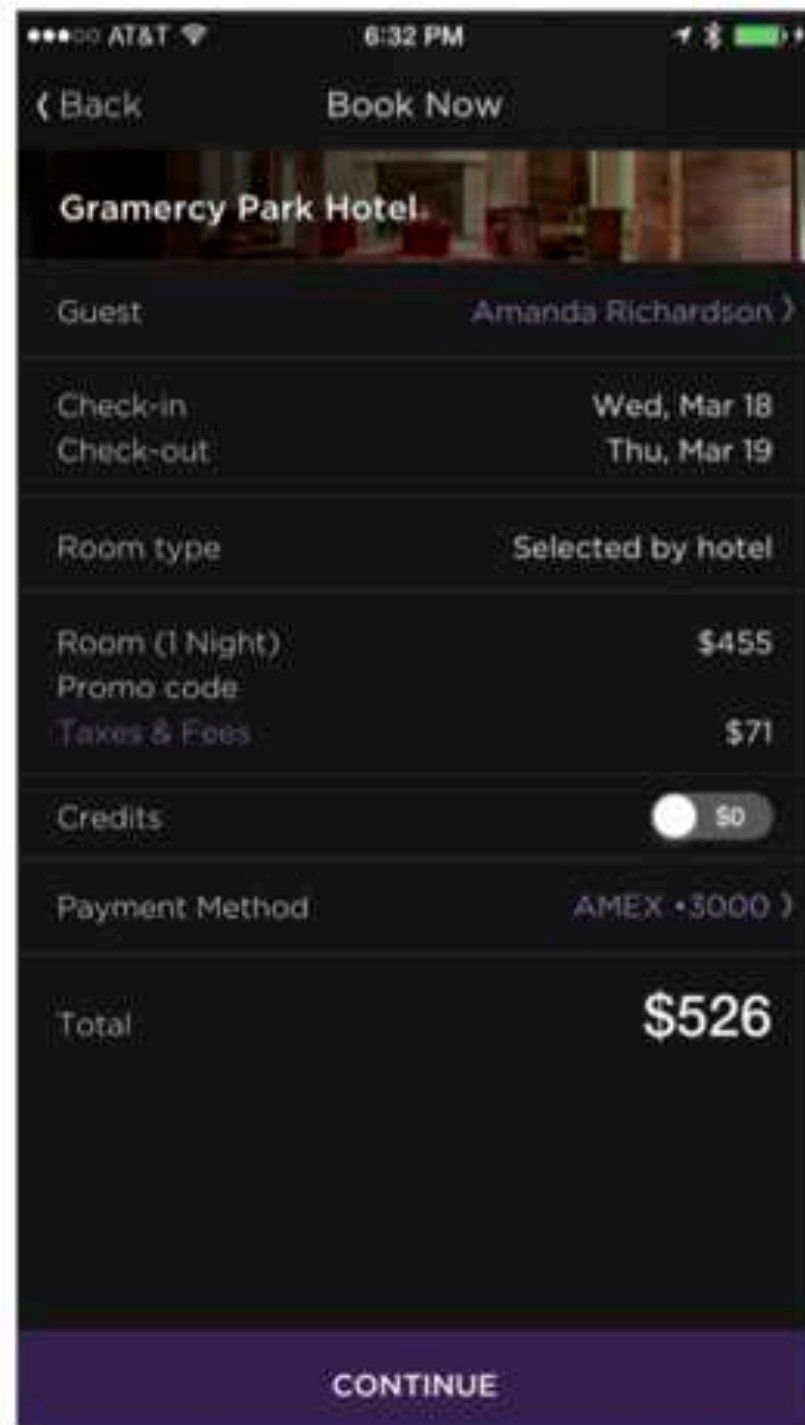 AT&T 6:32 PM
Back Book Now
Gramercy Park Hotel
Guest Amanda Richardson
Check-in Wed, Mar 18
Check-out Thu, Mar 19
Room type Selected by hotel
Room (1 Night) $455
Promo code
Taxes & Fees $71
Credits $0
Payment Method AMEX •3000
Total $526
CONTINUE